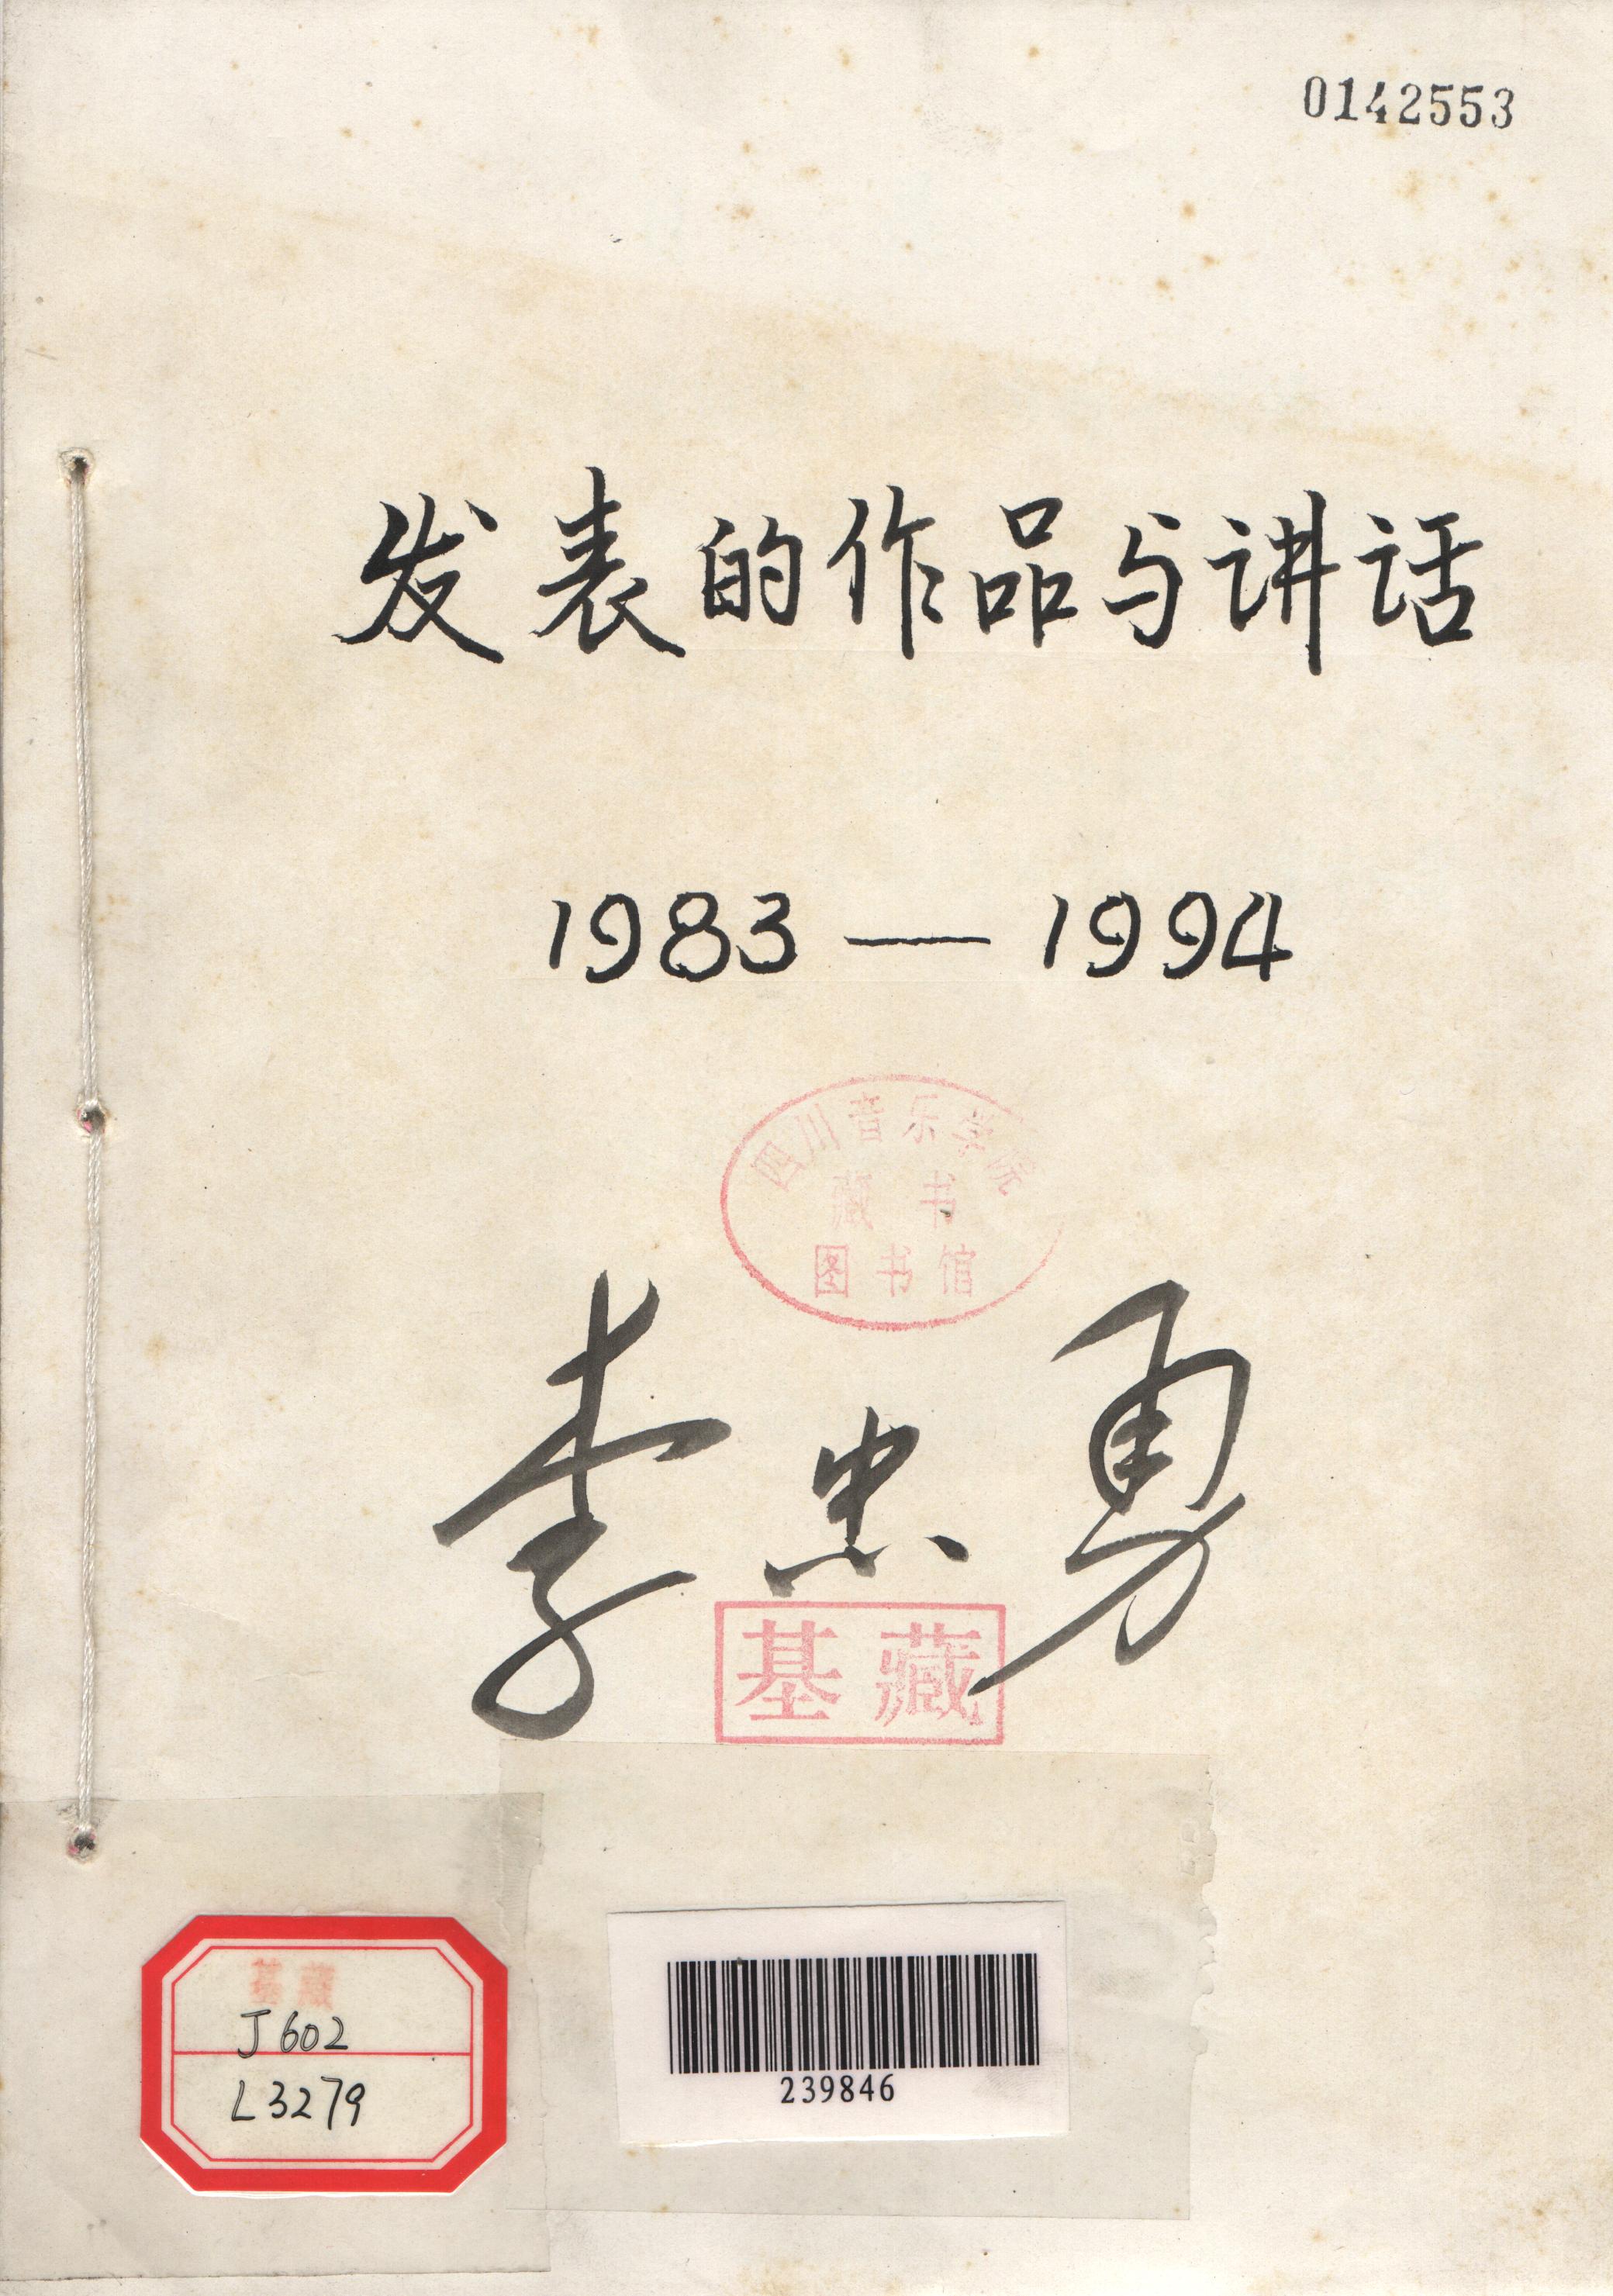 0142553
发表的作品与讲话
1983—1994
四川音乐学院
藏书
图书馆
李忠勇
基藏
基藏
J602
L3279
239846